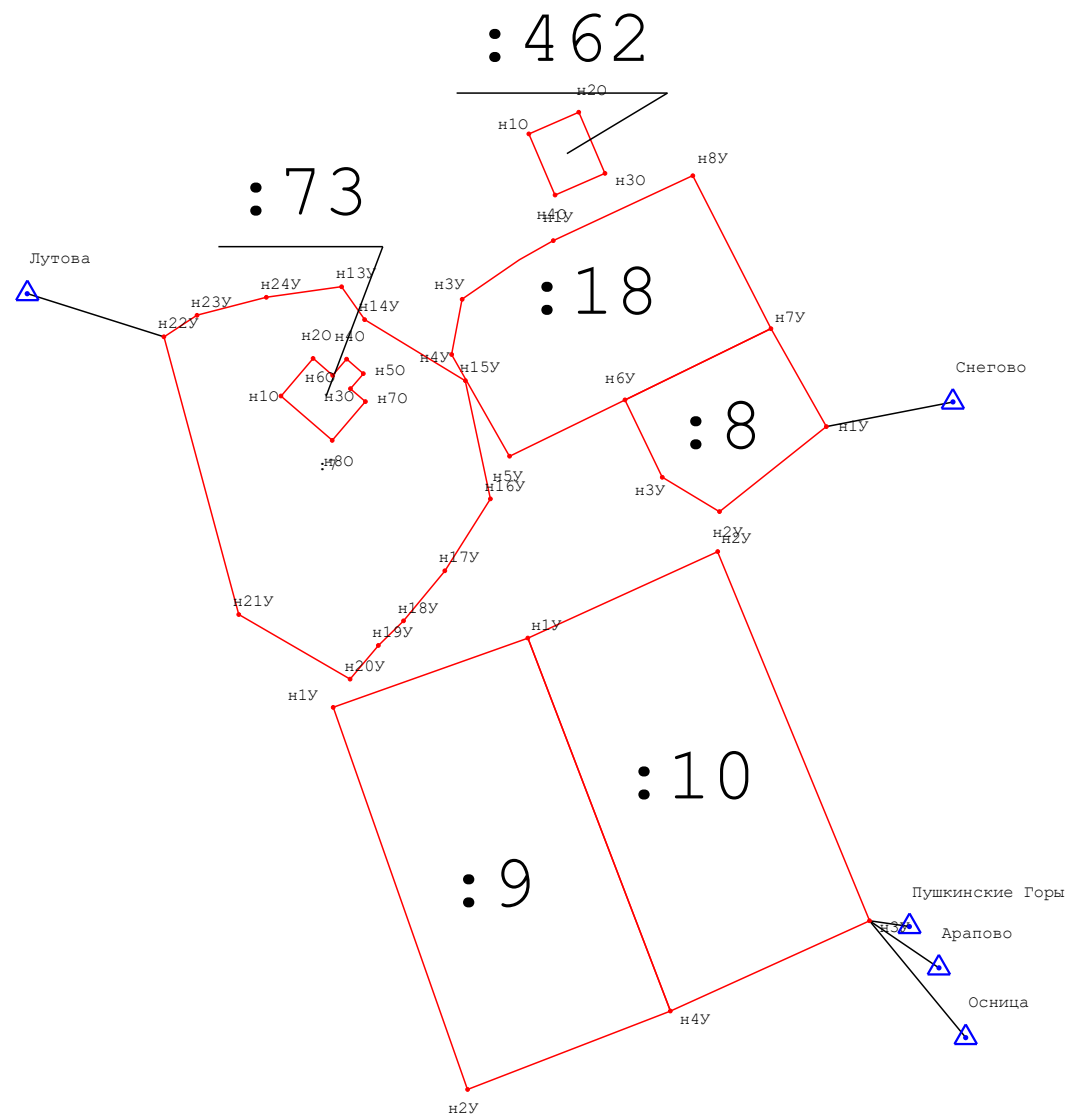 :462
н2О
н1О
н3О
н8У
:73
н4О
н1У
Лутова
н13У
н24У
н3У
:18
н23У
н14У
н22У
н7У
н2О
н4О
н4У
н15У
Снегово
н5О
н6О
н6У
н1О
н3О
н7О
:8
н1У
н8О
:7
н5У
н16У
н3У
н2У
н2У
н17У
н21У
н18У
н1У
н19У
н20У
н1У
:10
:9
Пушкинские Горы
н3У
Арапово
Осница
н4У
н2У